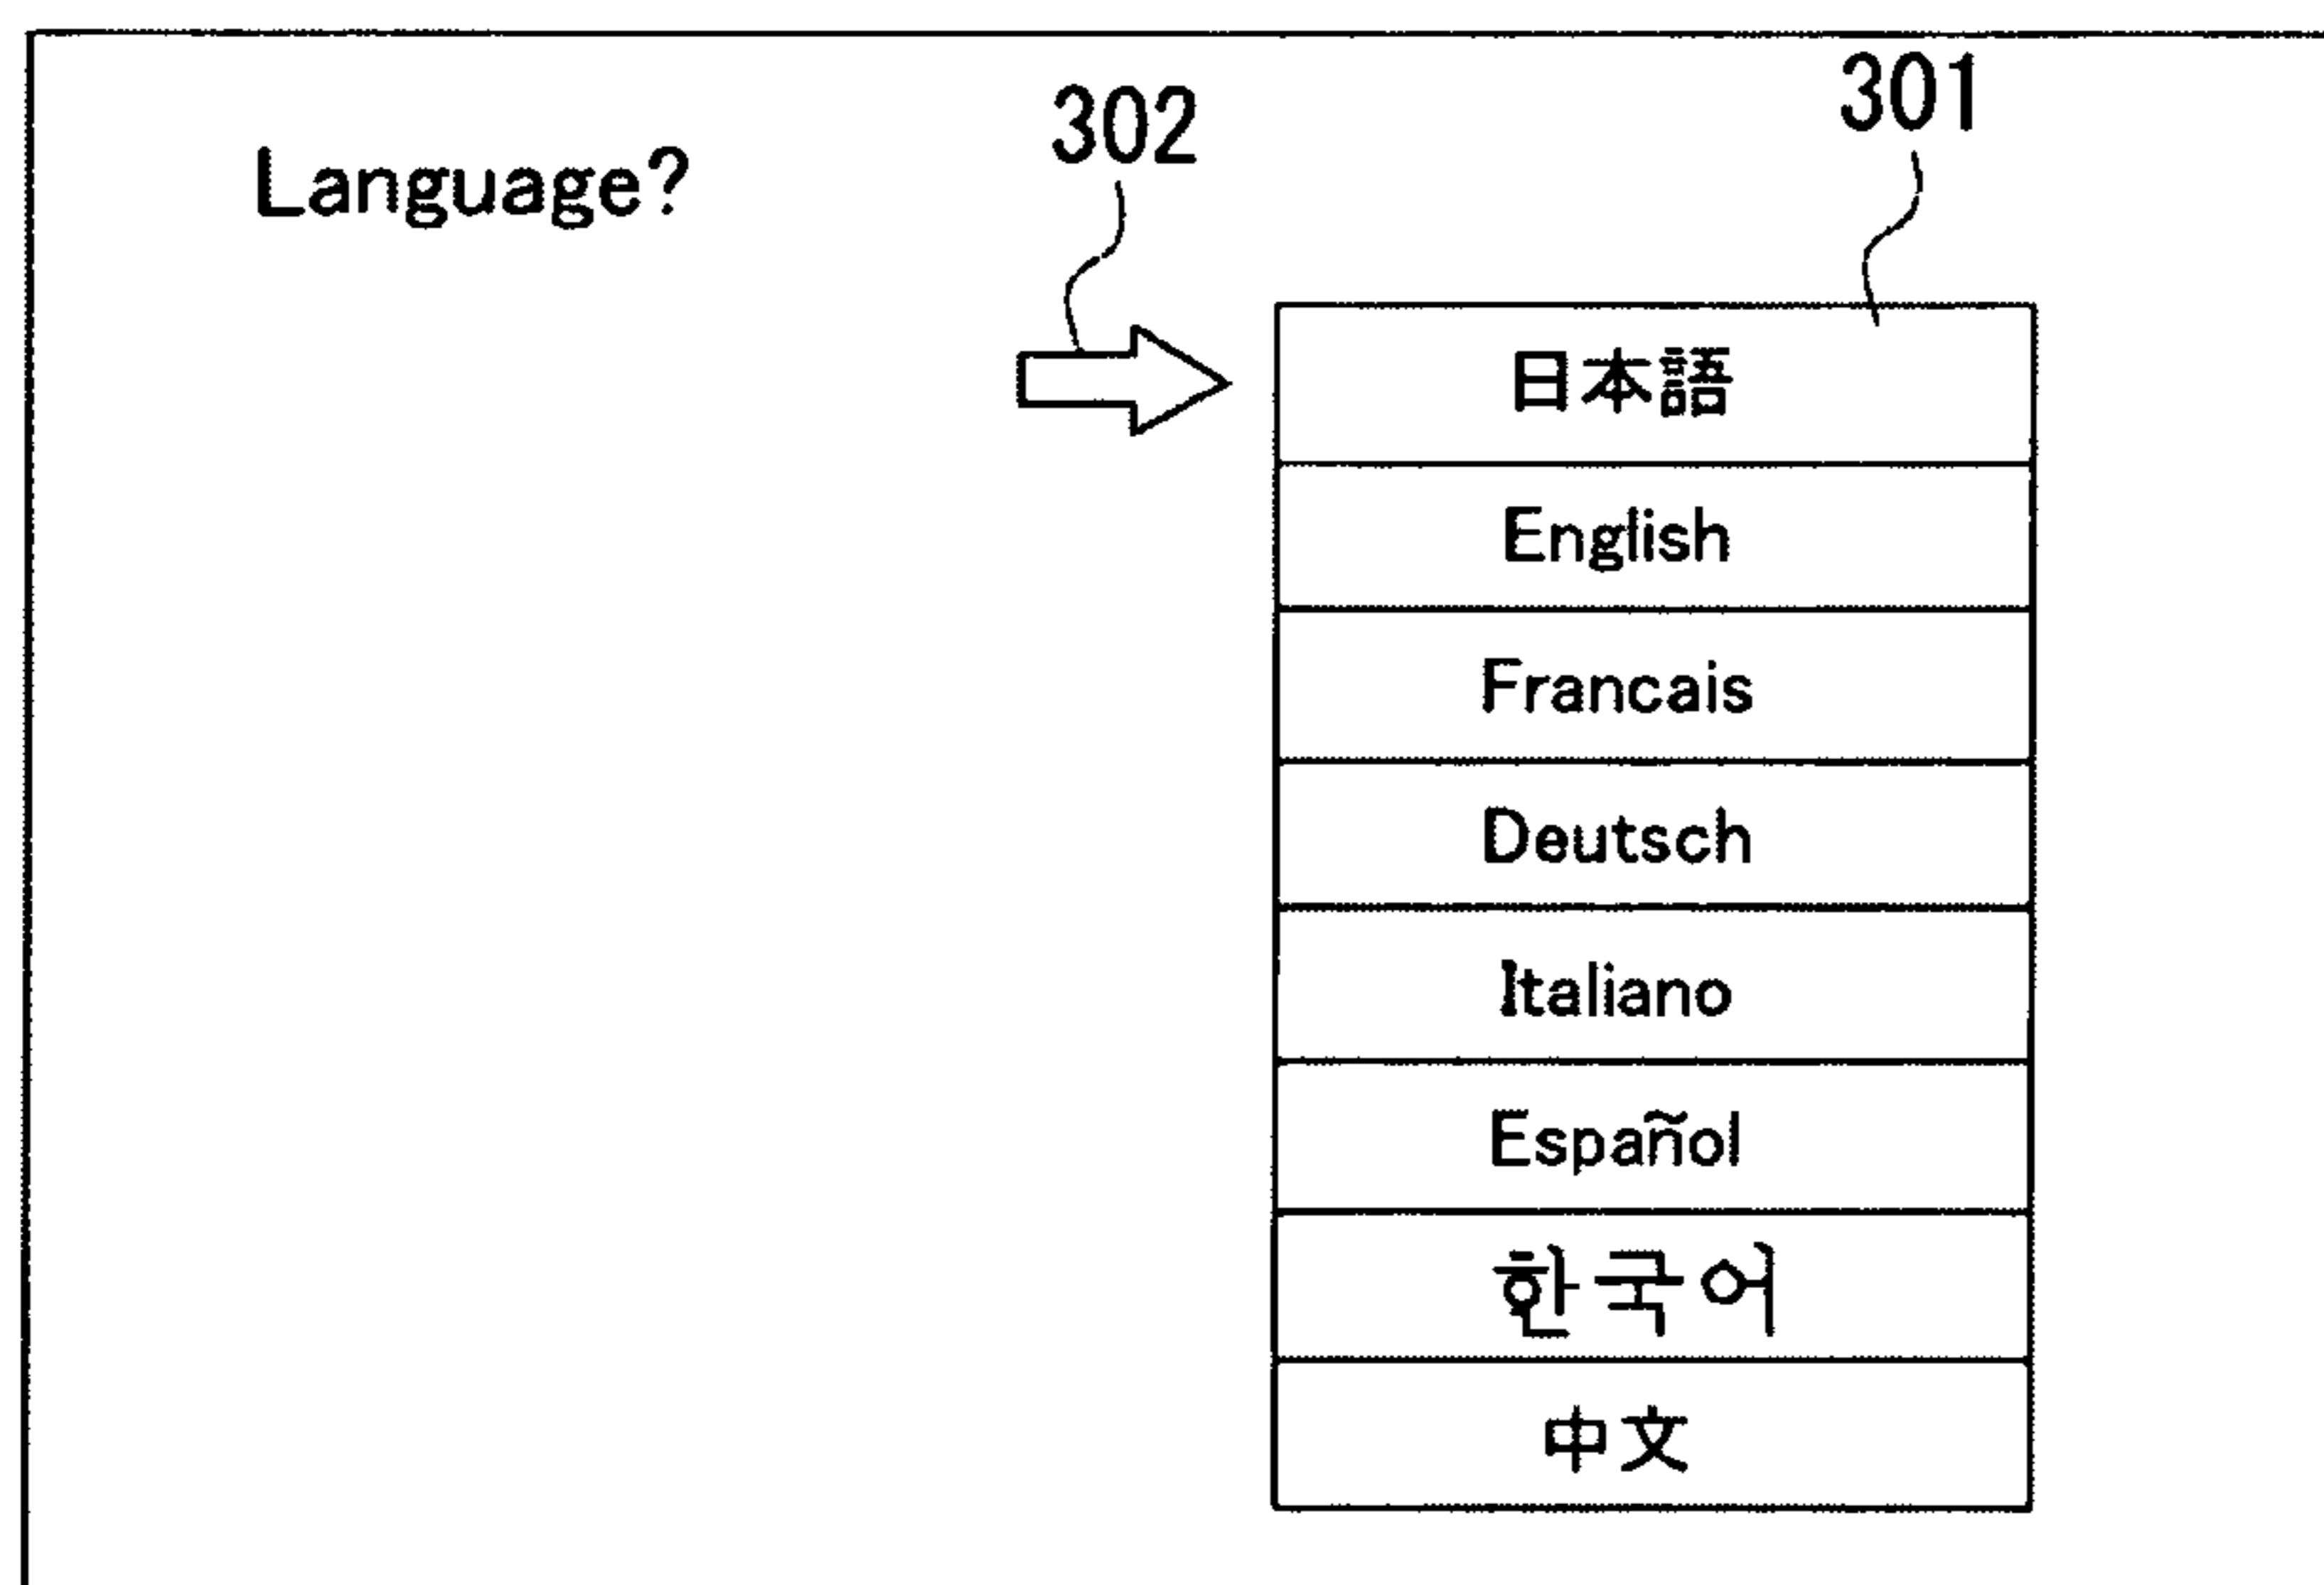 301
302
Language?
日本語
English
Francais
Deutsch
Italiano
Español
한국어
中文